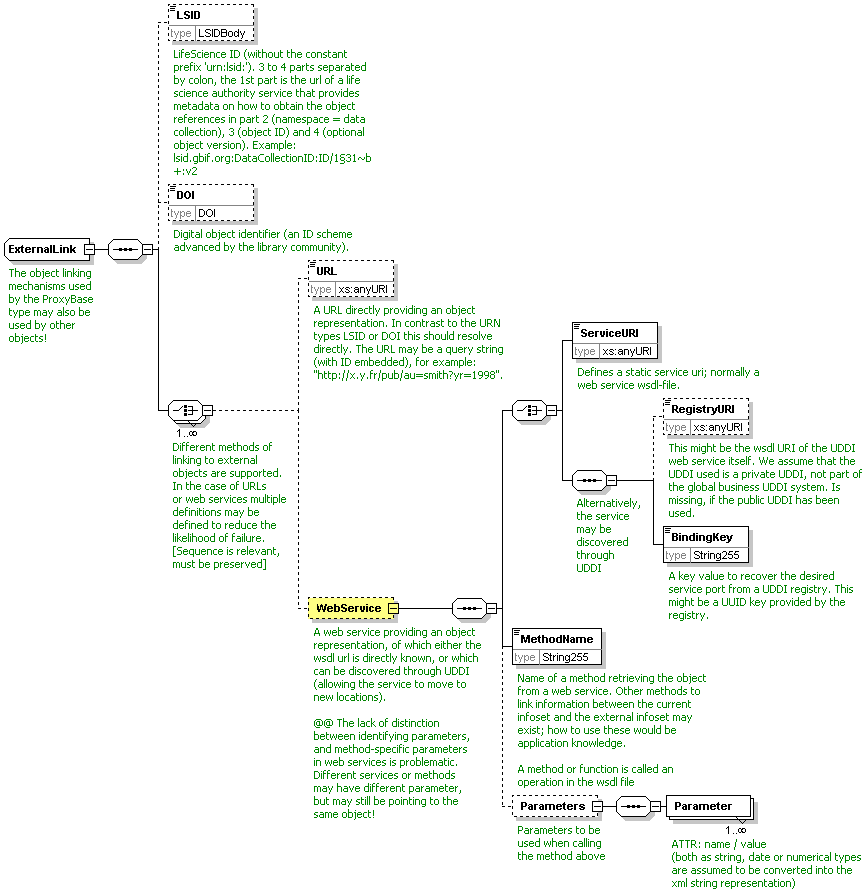 LSID
type LSIDBody
LifeScience ID (without the constant
prefix 'urn:lsid:'). 3 to 4 parts separated
by colon, the 1st part is the url of a life
science authority service that provides
metadata on how to obtain the object
references in part 2 (namespace = data
collection), 3 (object ID) and 4 (optional
object version). Example:
lsid.gbif.org:DataCollectionID:ID/1§31~b
+:v2
DOI
type DOI
Digital object identifier (an ID scheme
advanced by the library community).
ExternalLink
The object linking
mechanisms used
by the ProxyBase
type may also be
used by other
objects!
URL
type xs:anyURI
A URL directly providing an object
representation. In contrast to the URN
types LSID or DOI this should resolve
directly. The URL may be a query string
(with ID embedded), for example:
"http://x.y.fr/pub/au=smith?yr=1998".
1..∞
Different methods of
linking to external
objects are supported.
In the case of URLs
or web services multiple
definitions may be
defined to reduce the
likelihood of failure.
[Sequence is relevant,
must be preserved]
ServiceURI
type xs:anyURI
Defines a static service uri; normally a
web service wsdl-file.
RegistryURI
type xs:anyURI
This might be the wsdl URI of the UDDI
web service itself. We assume that the
UDDI used is a private UDDI, not part of
the global business UDDI system. Is
missing, if the public UDDI has been
used.
Alternatively,
the service
may be
discovered
through
UDDI
BindingKey
type String255
A key value to recover the desired
service port from a UDDI registry. This
might be a UUID key provided by the
registry.
WebService
A web service providing an object
representation, of which either the
wsdl url is directly known, or which
can be discovered through UDDI
(allowing the service to move to
new locations).
@@ The lack of distinction
between identifying parameters,
and method-specific parameters
in web services is problematic.
Different services or methods
may have different parameter,
but may still be pointing to the
same object!
MethodName
type String255
Name of a method retrieving the object
from a web service. Other methods to
link information between the current
infoset and the external infoset may
exist; how to use these would be
application knowledge.
A method or function is called an
operation in the wsdl file
Parameters
Parameters to be
used when calling
the method above
Parameter
1..∞
ATTR: name / value
(both as string, date or numerical types
are assumed to be converted into the
xml string representation)